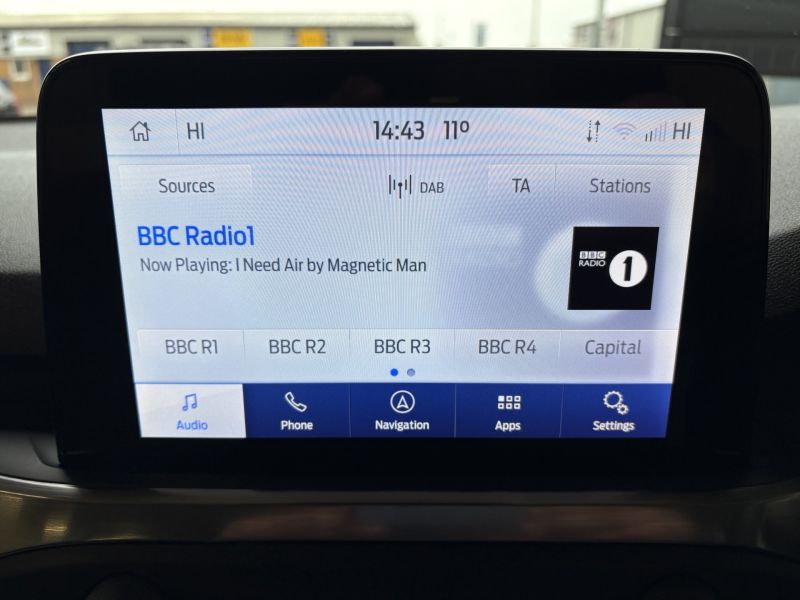 HI 14:43 11º HI
Sources DAB TA Stations
BBC Radio1
Now Playing: I Need Air by Magnetic Man
BBC RADIO 1
BBC R1 BBC R2 BBC R3 BBC R4 Capital
Audio Phone Navigation Apps Settings